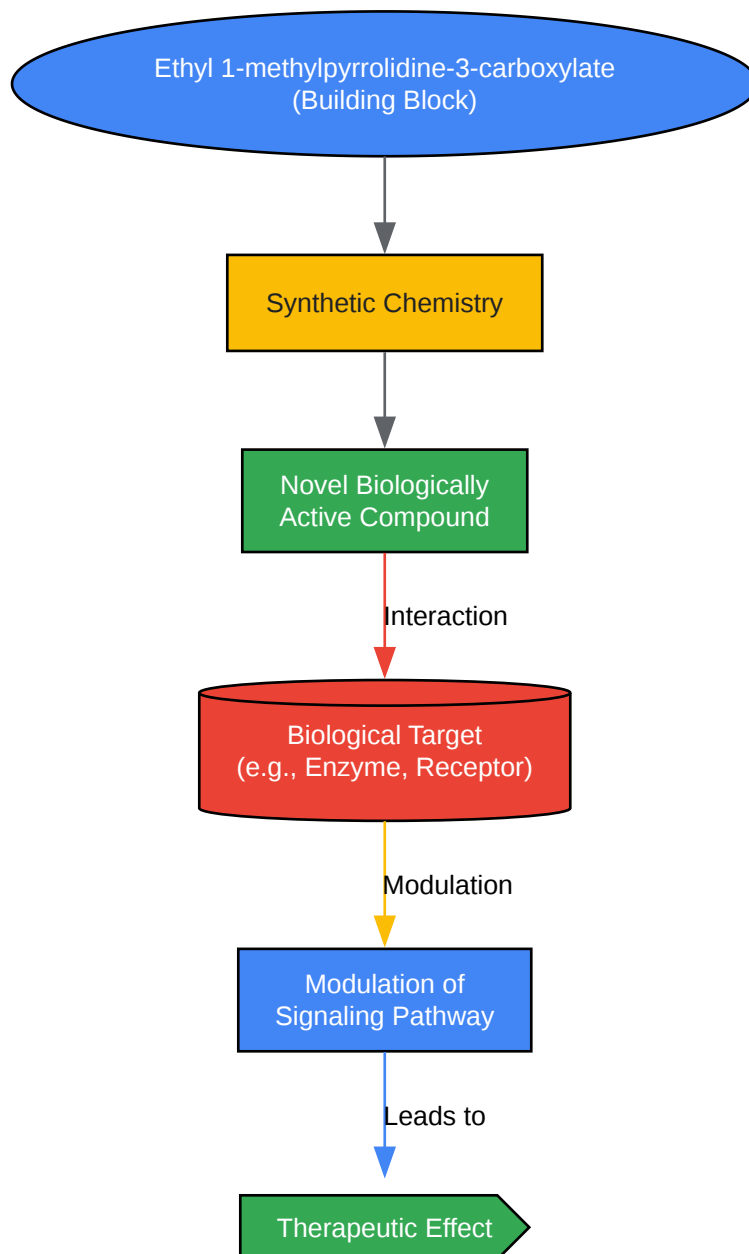 Ethyl 1-methylpyrrolidine-3-carboxylate
(Building Block)
Synthetic Chemistry
Novel Biologically
Active Compound
Interaction
Biological Target
(e.g., Enzyme, Receptor)
Modulation
Modulation of
Signaling Pathway
Leads to
Therapeutic Effect